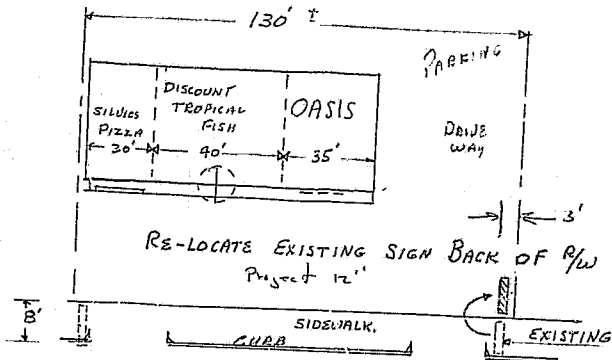 130' ±
PARKING
SILVIOS PIZZA
30'
DISCOUNT TROPICAL FISH
40'
OASIS
35'
DRIVE WAY
3'
RE-LOCATE EXISTING SIGN BACK OF R/W
Project 12"
8'
SIDEWALK.
CURB
EXISTING